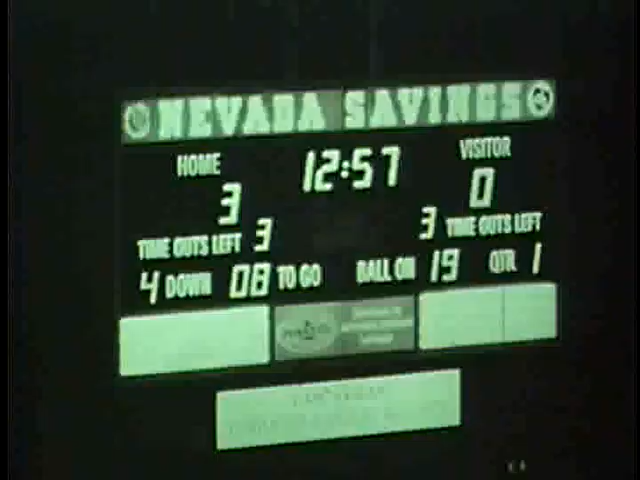 NEVADA SAVINGS
HOME 12:57 VISITOR
3 0
TIME OUTS LEFT 3 3 TIME OUTS LEFT
4 DOWN 08 TO GO BALL ON 19 QTR 1